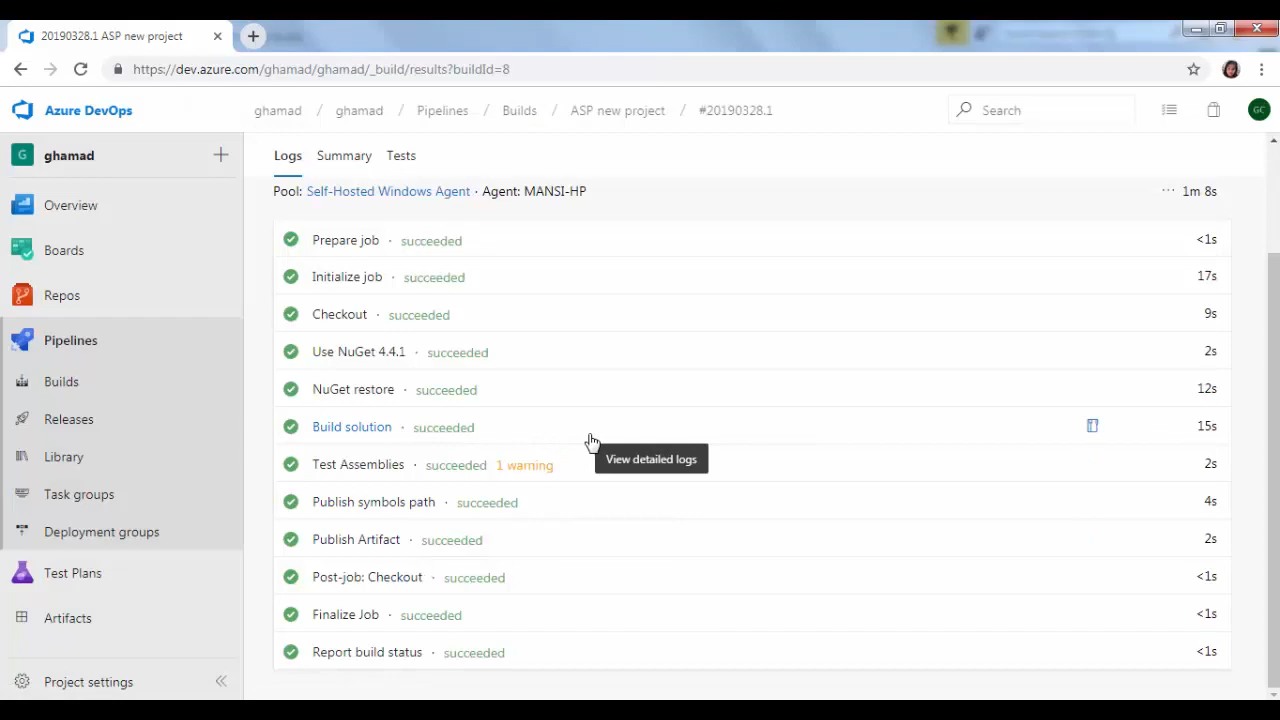 20190328.1 ASP new project
https://dev.azure.com/ghamad/ghamad/_build/results?buildId=8
Azure DevOps
ghamad / ghamad / Pipelines / Builds / ASP new project / #20190328.1
Search
GC
G ghamad
Overview
Boards
Repos
Pipelines
Builds
Releases
Library
Task groups
Deployment groups
Test Plans
Artifacts
Project settings
Logs Summary Tests
Pool: Self-Hosted Windows Agent · Agent: MANSI-HP 1m 8s
Prepare job · succeeded <1s
Initialize job · succeeded 17s
Checkout · succeeded 9s
Use NuGet 4.4.1 · succeeded 2s
NuGet restore · succeeded 12s
Build solution · succeeded 15s
View detailed logs
Test Assemblies · succeeded 1 warning 2s
Publish symbols path · succeeded 4s
Publish Artifact · succeeded 2s
Post-job: Checkout · succeeded <1s
Finalize Job · succeeded <1s
Report build status · succeeded <1s